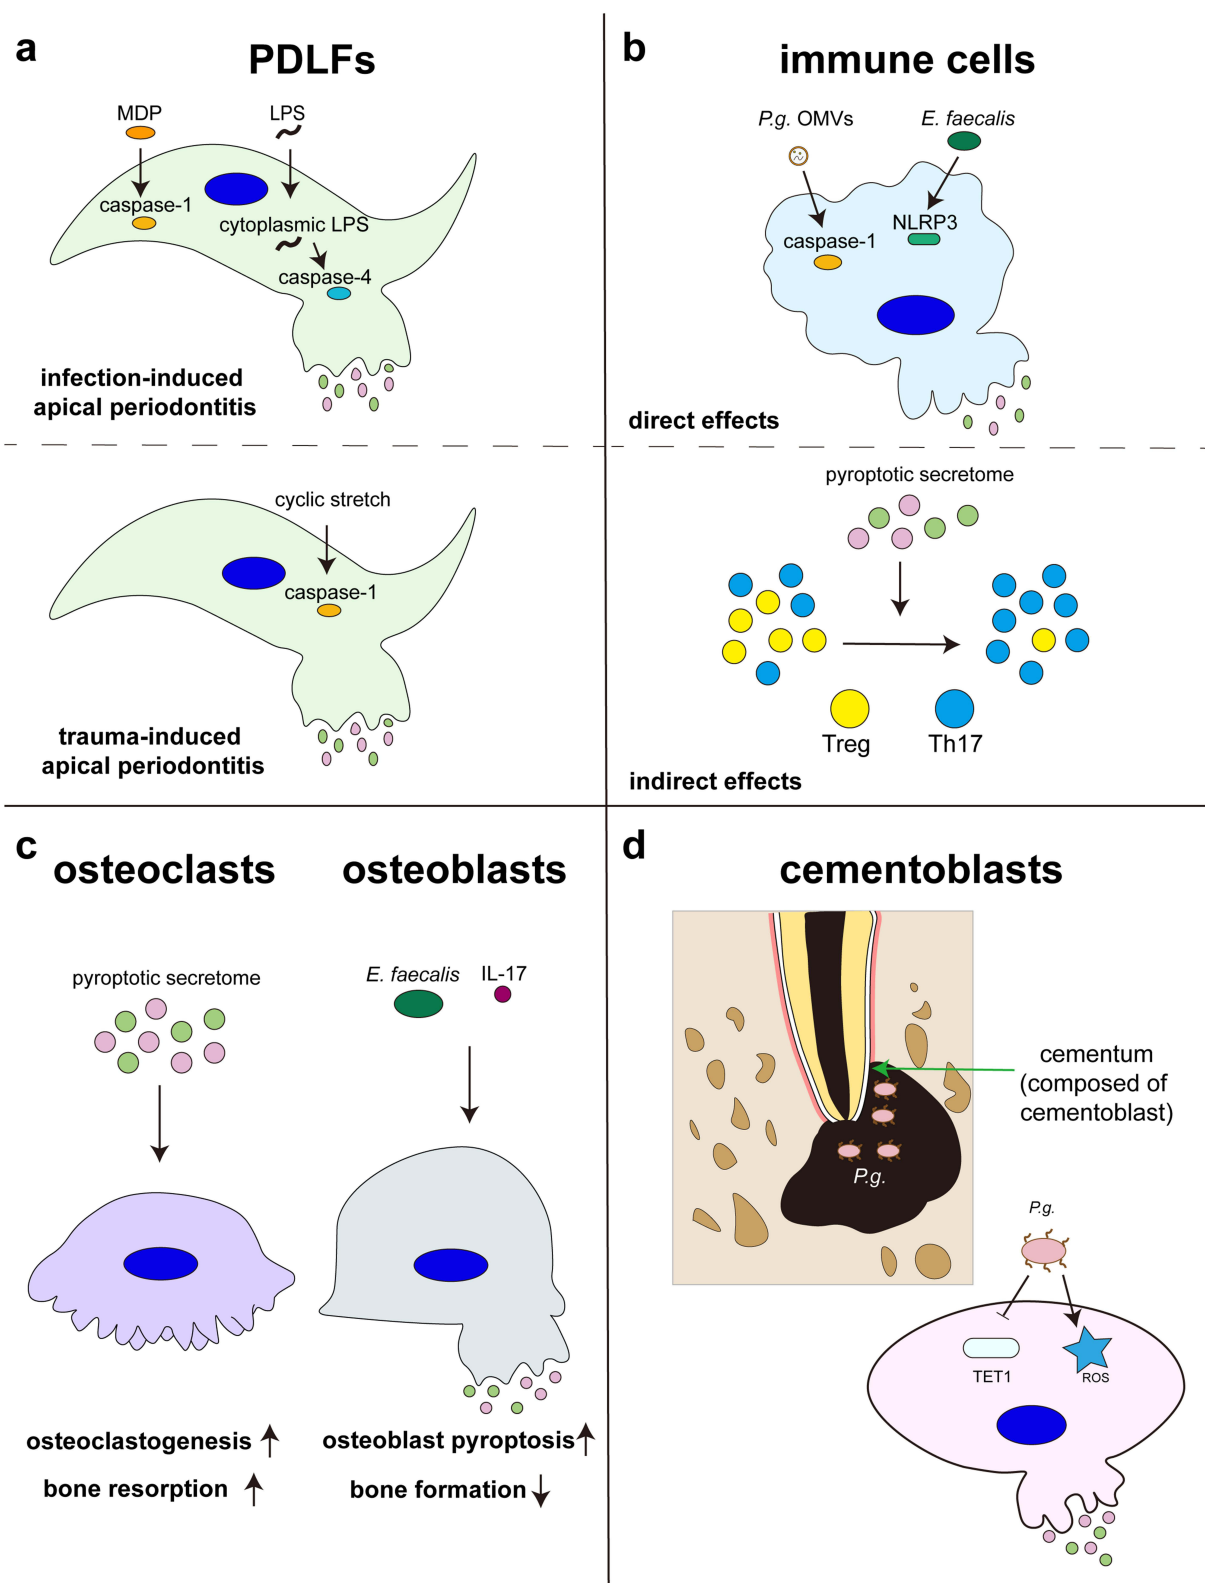 a
PDLFs
MDP
LPS
caspase-1
cytoplasmic LPS
caspase-4
infection-induced
apical periodontitis
cyclic stretch
caspase-1
trauma-induced
apical periodontitis
b
immune cells
P.g. OMVs
E. faecalis
NLRP3
caspase-1
direct effects
pyroptotic secretome
Treg
Th17
indirect effects
c
osteoclasts
osteoblasts
pyroptotic secretome
E. faecalis
IL-17
osteoclastogenesis
bone resorption
osteoblast pyroptosis
bone formation
d
cementoblasts
cementum
(composed of
cementoblast)
P.g.
P.g.
TET1
ROS